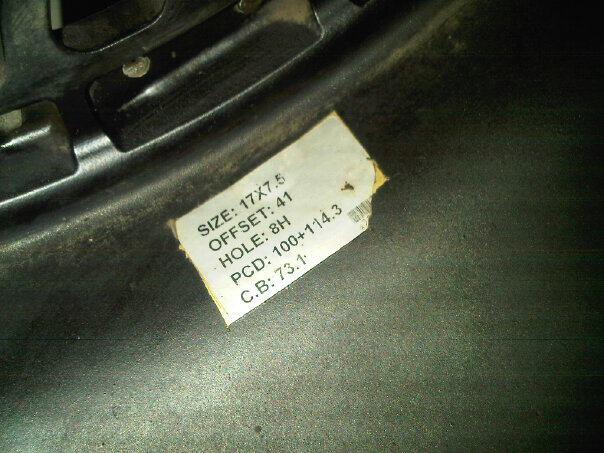 SIZE: 17X7.5
OFFSET: 41
HOLE: 8H
PCD: 100+114.3
C.B: 73.1